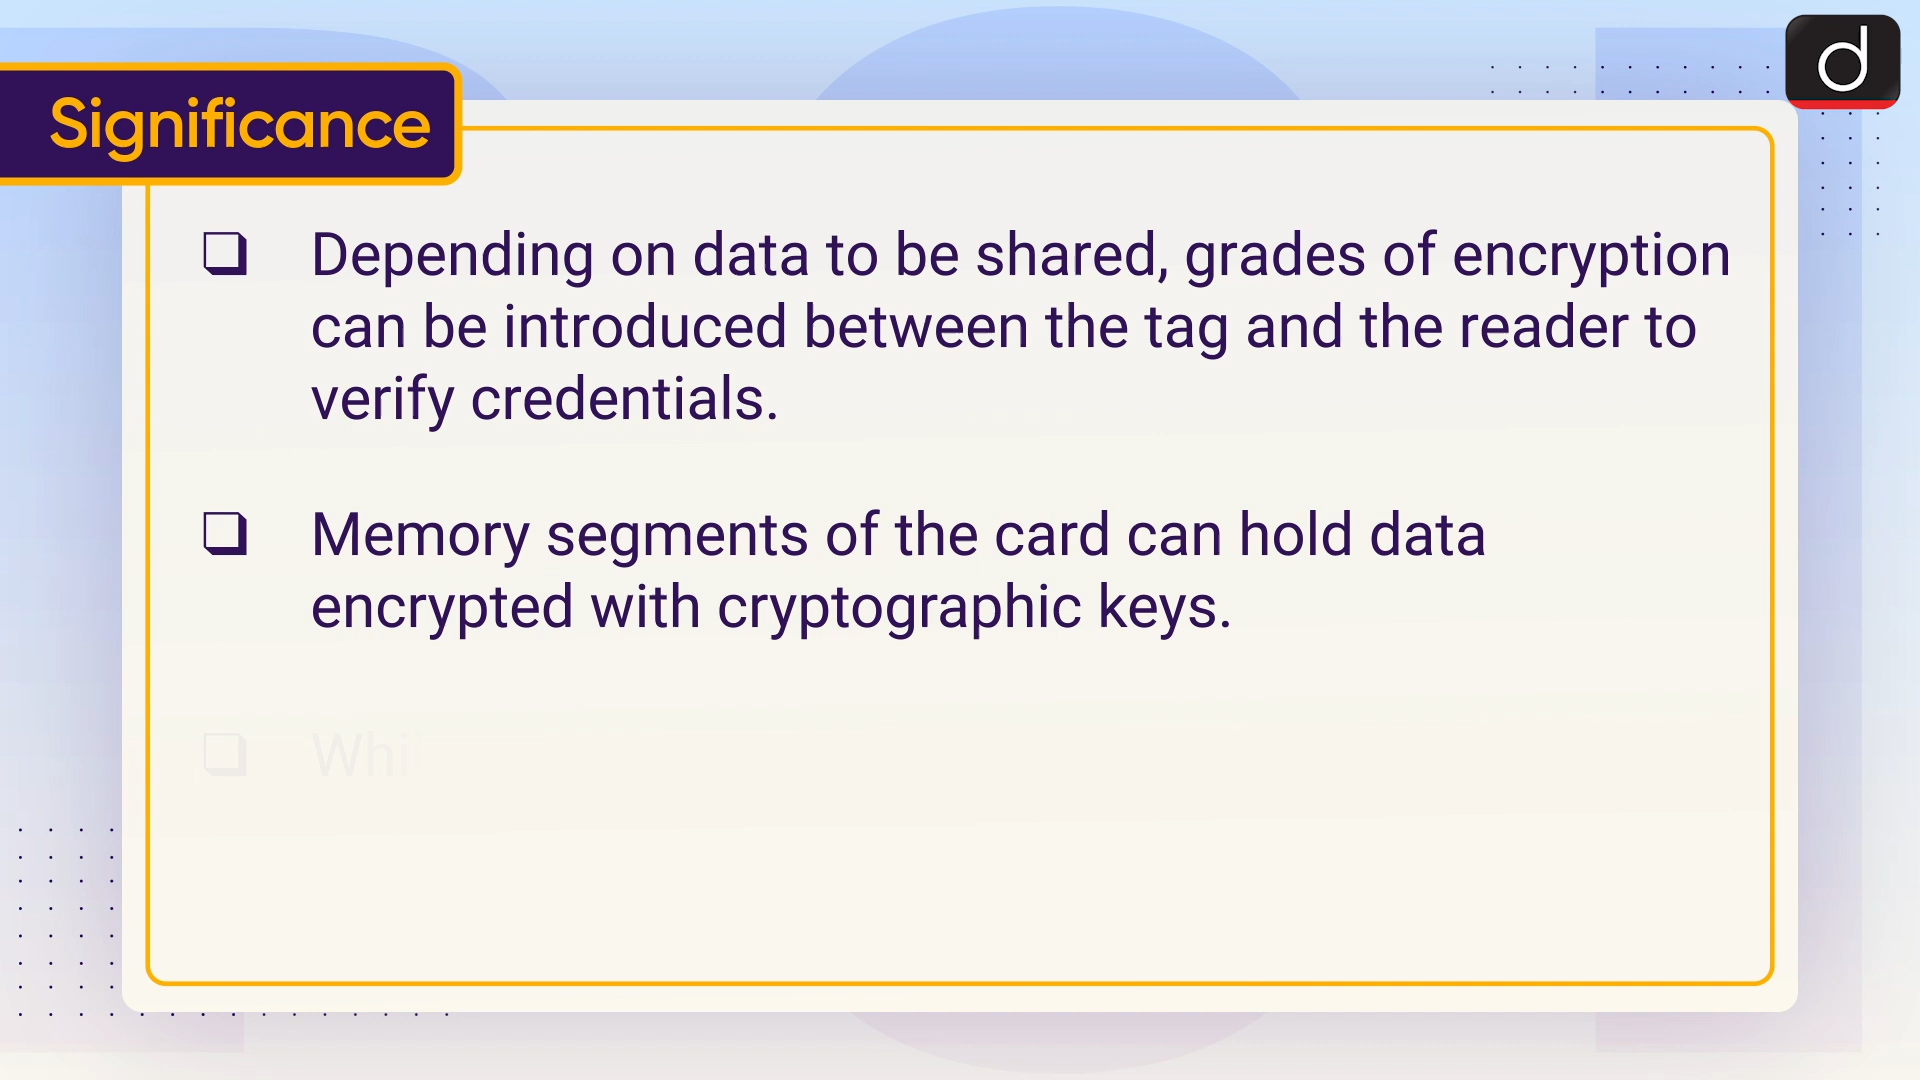 Significance
❑ Depending on data to be shared, grades of encryption
can be introduced between the tag and the reader to
verify credentials.
❑ Memory segments of the card can hold data
encrypted with cryptographic keys.
❑ Whi
d